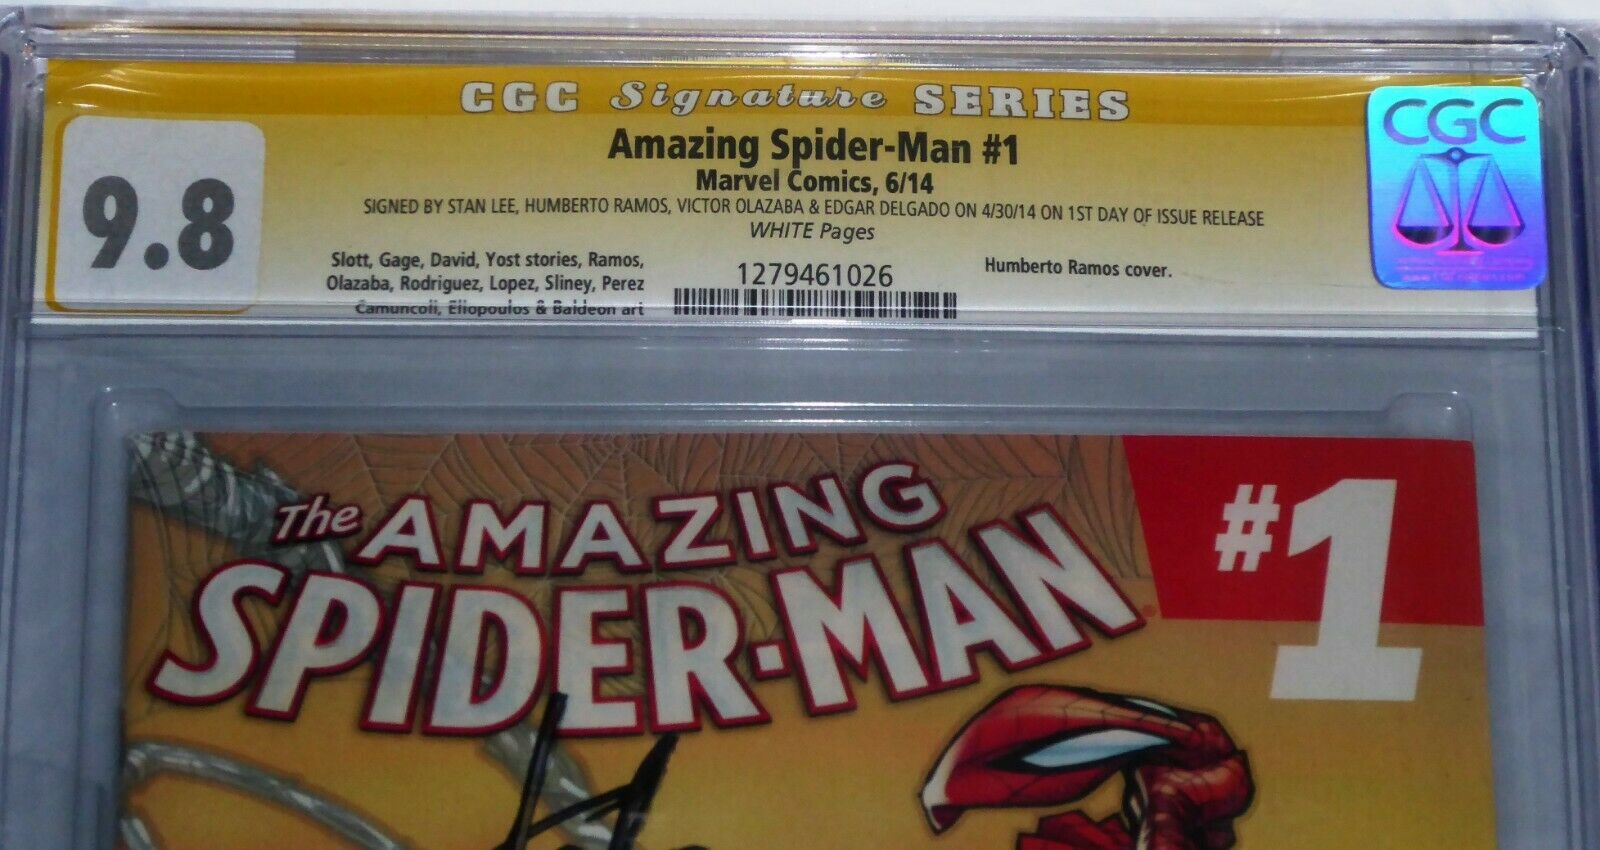 CGC Signature SERIES
Amazing Spider-Man #1
Marvel Comics, 6/14
SIGNED BY STAN LEE, HUMBERTO RAMOS, VICTOR OLAZABA & EDGAR DELGADO ON 4/30/14 ON 1ST DAY OF ISSUE RELEASE
WHITE Pages
9.8
Slott, Gage, David, Yost stories, Ramos,
Olazaba, Rodriguez, Lopez, Sliney, Perez
Camuncoli, Eliopoulos & Baldeon art
1279461026
Humberto Ramos cover.
CGC
The AMAZING
SPIDER-MAN
#1